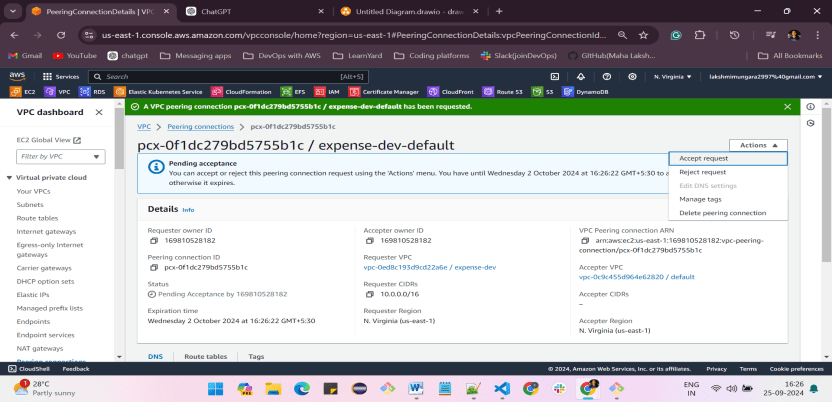 PeeringConnectionDetails | VPC
ChatGPT
Untitled Diagram.drawio - draw
us-east-1.console.aws.amazon.com/vpcconsole/home?region=us-east-1#PeeringConnectionDetails:vpcPeeringConnectionId...
Gmail YouTube chatgpt Messaging apps DevOps with AWS LearnYard Coding platforms Slack(JoinDevOps) GitHub(Maha Laksh... All Bookmarks
aws Services Search [Alt+S] N. Virginia lakshmimungara2997%40gmail.com
EC2 VPC RDS Elastic Kubernetes Service CloudFormation EFS IAM Certificate Manager CloudFront Route 53 S3 DynamoDB
VPC dashboard
EC2 Global View
Filter by VPC
Virtual private cloud
Your VPCs
Subnets
Route tables
Internet gateways
Egress-only Internet
gateways
Carrier gateways
DHCP option sets
Elastic IPs
Managed prefix lists
Endpoints
Endpoint services
NAT gateways
A VPC peering connection pcx-0f1dc279bd5755b1c / expense-dev-default has been requested.
VPC Peering connections pcx-0f1dc279bd5755b1c
pcx-0f1dc279bd5755b1c / expense-dev-default
Actions
Accept request
Reject request
Edit DNS settings
Manage tags
Delete peering connection
Pending acceptance
You can accept or reject this peering connection request using the 'Actions' menu. You have until Wednesday 2 October 2024 at 16:26:22 GMT+5:30 to a
otherwise it expires.
Details Info
Requester owner ID
169810528182
Peering connection ID
pcx-0f1dc279bd5755b1c
Status
Pending Acceptance by 169810528182
Expiration time
Wednesday 2 October 2024 at 16:26:22 GMT+5:30
Accepter owner ID
169810528182
Requester VPC
vpc-0ed8c193d9cd22a6e / expense-dev
Requester CIDRs
10.0.0.0/16
Requester Region
N. Virginia (us-east-1)
VPC Peering connection ARN
arn:aws:ec2:us-east-1:169810528182:vpc-peering-
connection/pcx-0f1dc279bd5755b1c
Accepter VPC
vpc-0c9c455d964e62820 / default
Accepter CIDRs
–
Accepter Region
N. Virginia (us-east-1)
DNS Route tables Tags
CloudShell Feedback © 2024, Amazon Web Services, Inc. or its affiliates. Privacy Terms Cookie preferences
1
28°C
Partly sunny
ENG
IN
16:26
25-09-2024